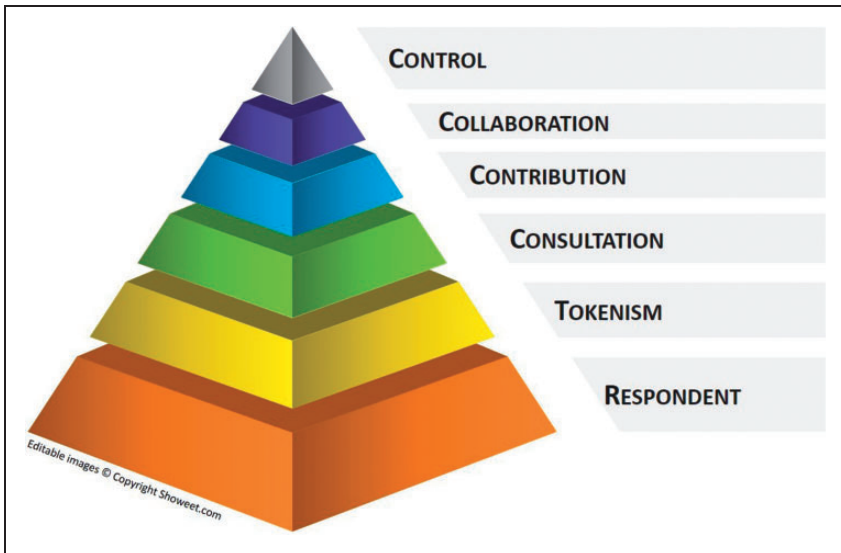 CONTROL
COLLABORATION
CONTRIBUTION
CONSULTATION
TOKENISM
RESPONDENT
Editable images © Copyright Showeet.com